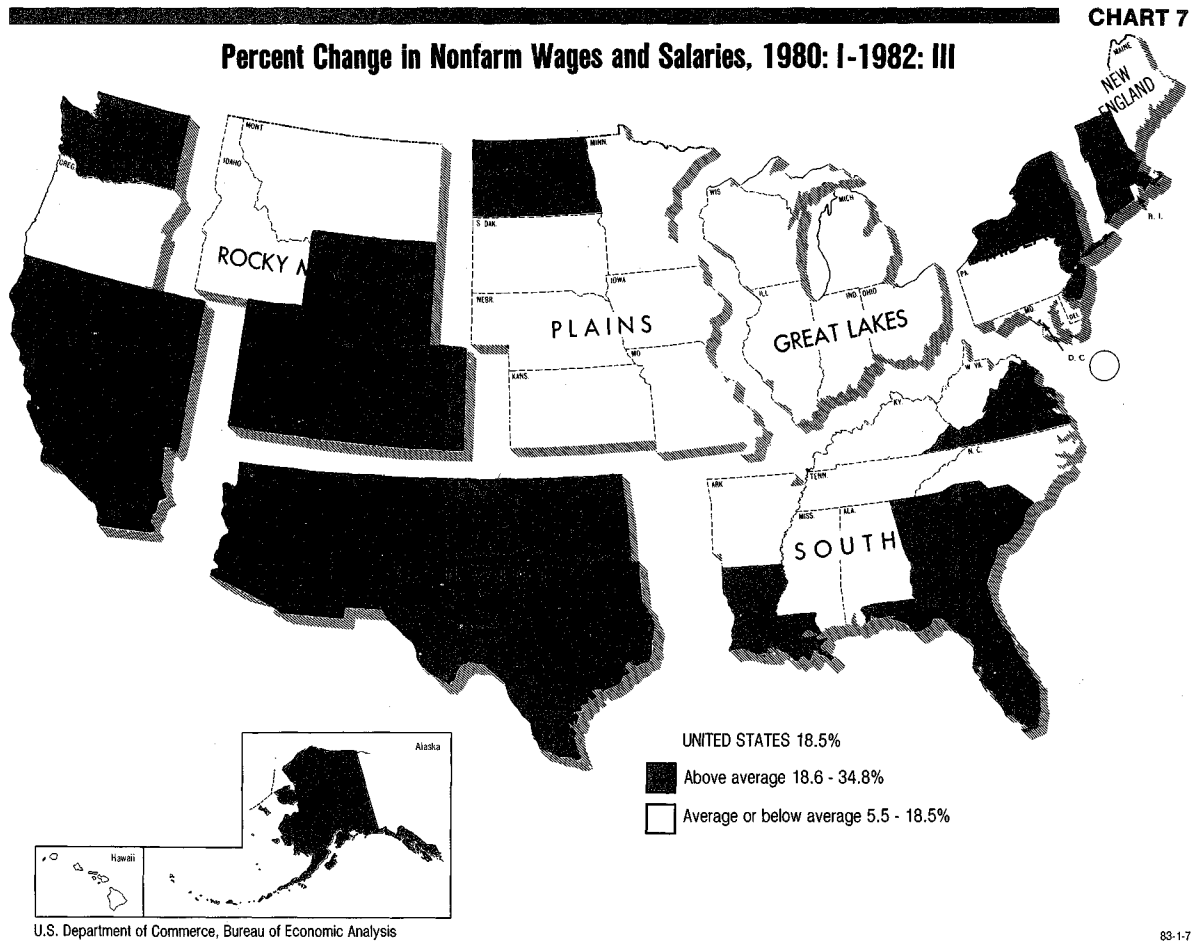 CHART 7
Percent Change in Nonfarm Wages and Salaries, 1980: I-1982: III
MAINE
NEW
ENGLAND
R. I.
OREG.
MONT
IDAHO
ROCKY
MINN.
S DAK.
NEBR.
IOWA
PLAINS
KANS.
MO
WIS
MICH
ILL
IND
OHIO
GREAT LAKES
PA
MD
DEL
D. C
W VA.
KY
TENN.
N. C.
ARK
MISS.
ALA.
SOUTH
UNITED STATES 18.5%
Above average 18.6 - 34.8%
Average or below average 5.5 - 18.5%
Alaska
Hawaii
U.S. Department of Commerce, Bureau of Economic Analysis
83-1-7